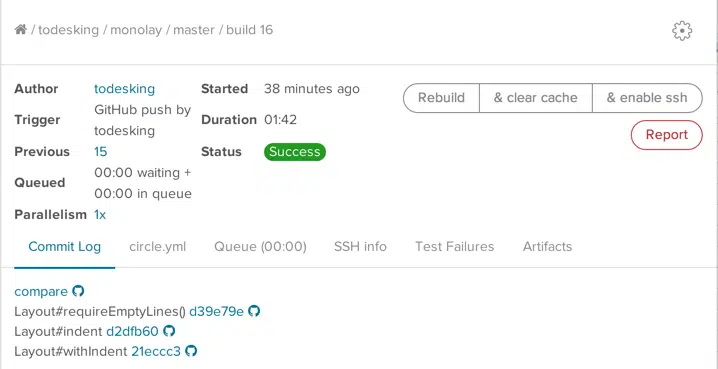 / todesking / monolay / master / build 16
Author todesking Started 38 minutes ago Rebuild & clear cache & enable ssh
Trigger GitHub push by todesking Duration 01:42 Report
Previous 15 Status Success
Queued 00:00 waiting + 00:00 in queue
Parallelism 1x
Commit Log circle.yml Queue (00:00) SSH info Test Failures Artifacts
compare
Layout#requireEmptyLines() d39e79e
Layout#indent d2dfb60
Layout#withIndent 21eccc3